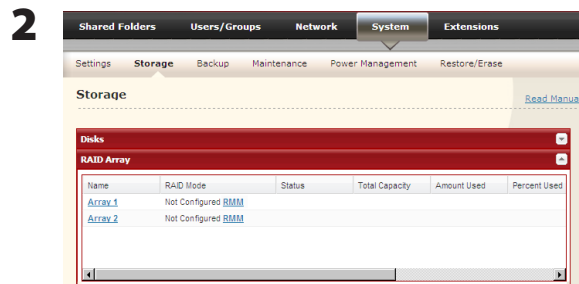 2
Shared Folders Users/Groups Network System Extensions
Settings Storage Backup Maintenance Power Management Restore/Erase
Storage
Read Manua
Disks
RAID Array
Name RAID Mode Status Total Capacity Amount Used Percent Used
Array 1 Not Configured RMM
Array 2 Not Configured RMM